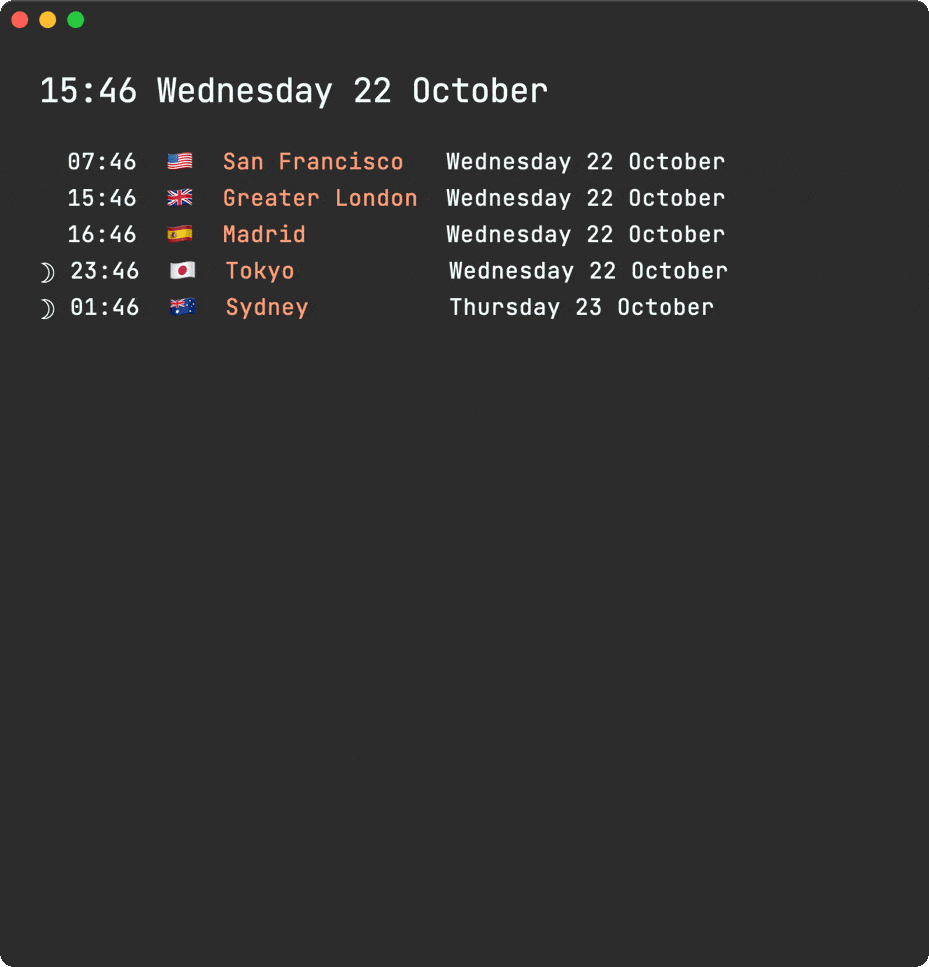 15:46 Wednesday 22 October
07:46 🇺🇸 San Francisco Wednesday 22 October
15:46 🇬🇧 Greater London Wednesday 22 October
16:46 🇪🇸 Madrid Wednesday 22 October
☽ 23:46 🇯🇵 Tokyo Wednesday 22 October
☽ 01:46 🇦🇺 Sydney Thursday 23 October